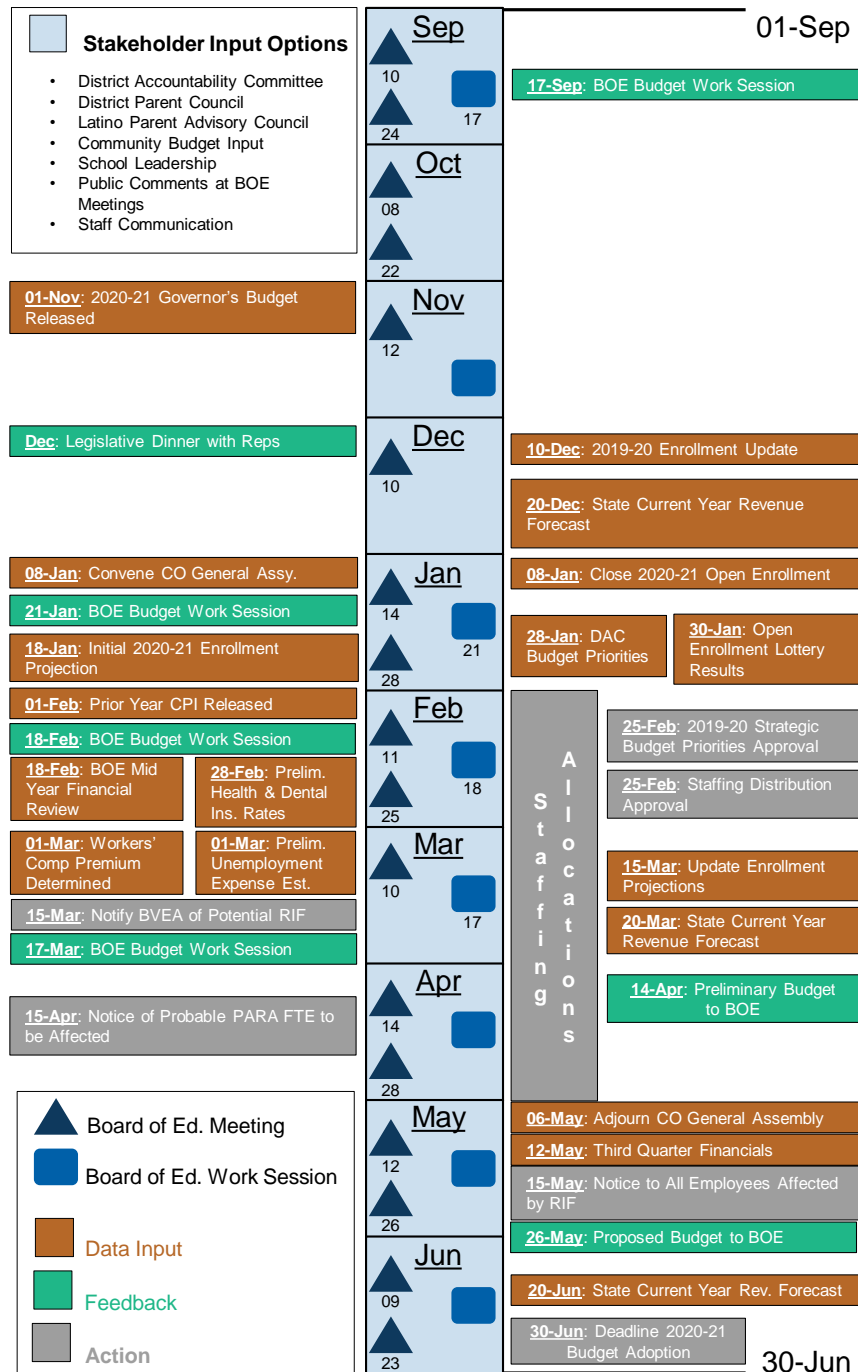 Stakeholder Input Options
• District Accountability Committee
• District Parent Council
• Latino Parent Advisory Council
• Community Budget Input
• School Leadership
• Public Comments at BOE
Meetings
• Staff Communication
01-Nov: 2020-21 Governor's Budget
Released
Dec: Legislative Dinner with Reps
08-Jan: Convene CO General Assy.
21-Jan: BOE Budget Work Session
18-Jan: Initial 2020-21 Enrollment
Projection
01-Feb: Prior Year CPI Released
18-Feb: BOE Budget Work Session
18-Feb: BOE Mid
Year Financial
Review
28-Feb: Prelim.
Health & Dental
Ins. Rates
01-Mar: Workers'
Comp Premium
Determined
01-Mar: Prelim.
Unemployment
Expense Est.
15-Mar: Notify BVEA of Potential RIF
17-Mar: BOE Budget Work Session
15-Apr: Notice of Probable PARA FTE to
be Affected
Board of Ed. Meeting
Board of Ed. Work Session
Data Input
Feedback
Action
Sep
10
17
24
Oct
08
22
Nov
12
Dec
10
Jan
14
21
28
Feb
11
18
25
Mar
10
17
Apr
14
28
May
12
26
Jun
09
23
01-Sep
17-Sep: BOE Budget Work Session
10-Dec: 2019-20 Enrollment Update
20-Dec: State Current Year Revenue
Forecast
08-Jan: Close 2020-21 Open Enrollment
28-Jan: DAC
Budget Priorities
30-Jan: Open
Enrollment Lottery
Results
Staffing
Allocations
25-Feb: 2019-20 Strategic
Budget Priorities Approval
25-Feb: Staffing Distribution
Approval
15-Mar: Update Enrollment
Projections
20-Mar: State Current Year
Revenue Forecast
14-Apr: Preliminary Budget
to BOE
06-May: Adjourn CO General Assembly
12-May: Third Quarter Financials
15-May: Notice to All Employees Affected
by RIF
26-May: Proposed Budget to BOE
20-Jun: State Current Year Rev. Forecast
30-Jun: Deadline 2020-21
Budget Adoption
30-Jun